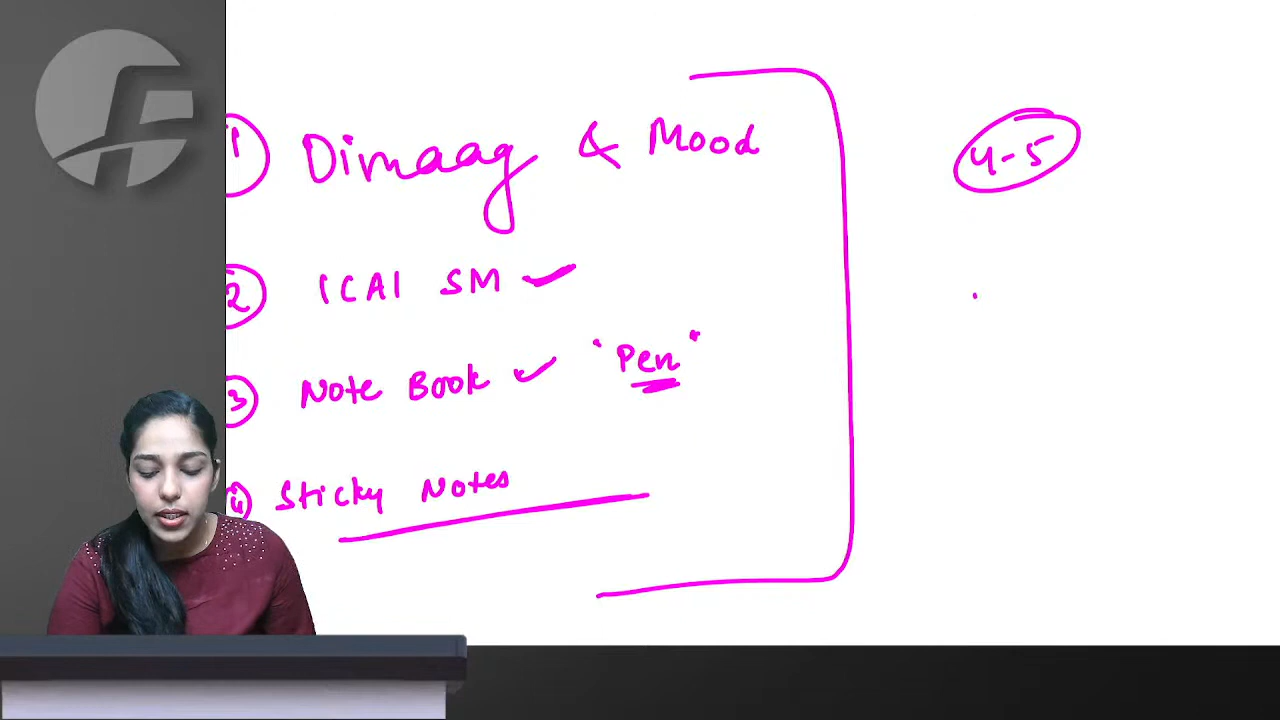 1 Dimaag & Mood
4-5
2 ICAI SM
3 Note Book "Pen"
4 Sticky Notes